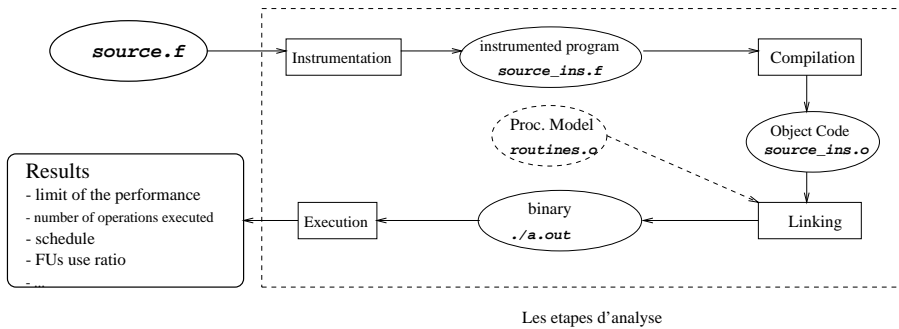 source.f
Instrumentation
instrumented program
source_ins.f
Compilation
Proc. Model
routines.o
Object Code
source_ins.o
Results
- limit of the performance
- number of operations executed
- schedule
- FUs use ratio
- ...
Execution
binary
./a.out
Linking
Les etapes d'analyse